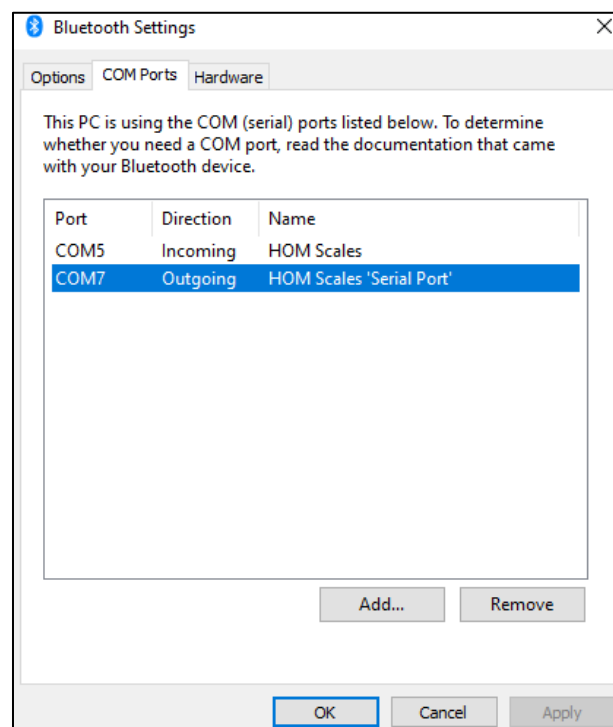 Bluetooth Settings
Options COM Ports Hardware
This PC is using the COM (serial) ports listed below. To determine
whether you need a COM port, read the documentation that came
with your Bluetooth device.
Port Direction Name
COM5 Incoming HOM Scales
COM7 Outgoing HOM Scales 'Serial Port'
Add... Remove
OK Cancel Apply